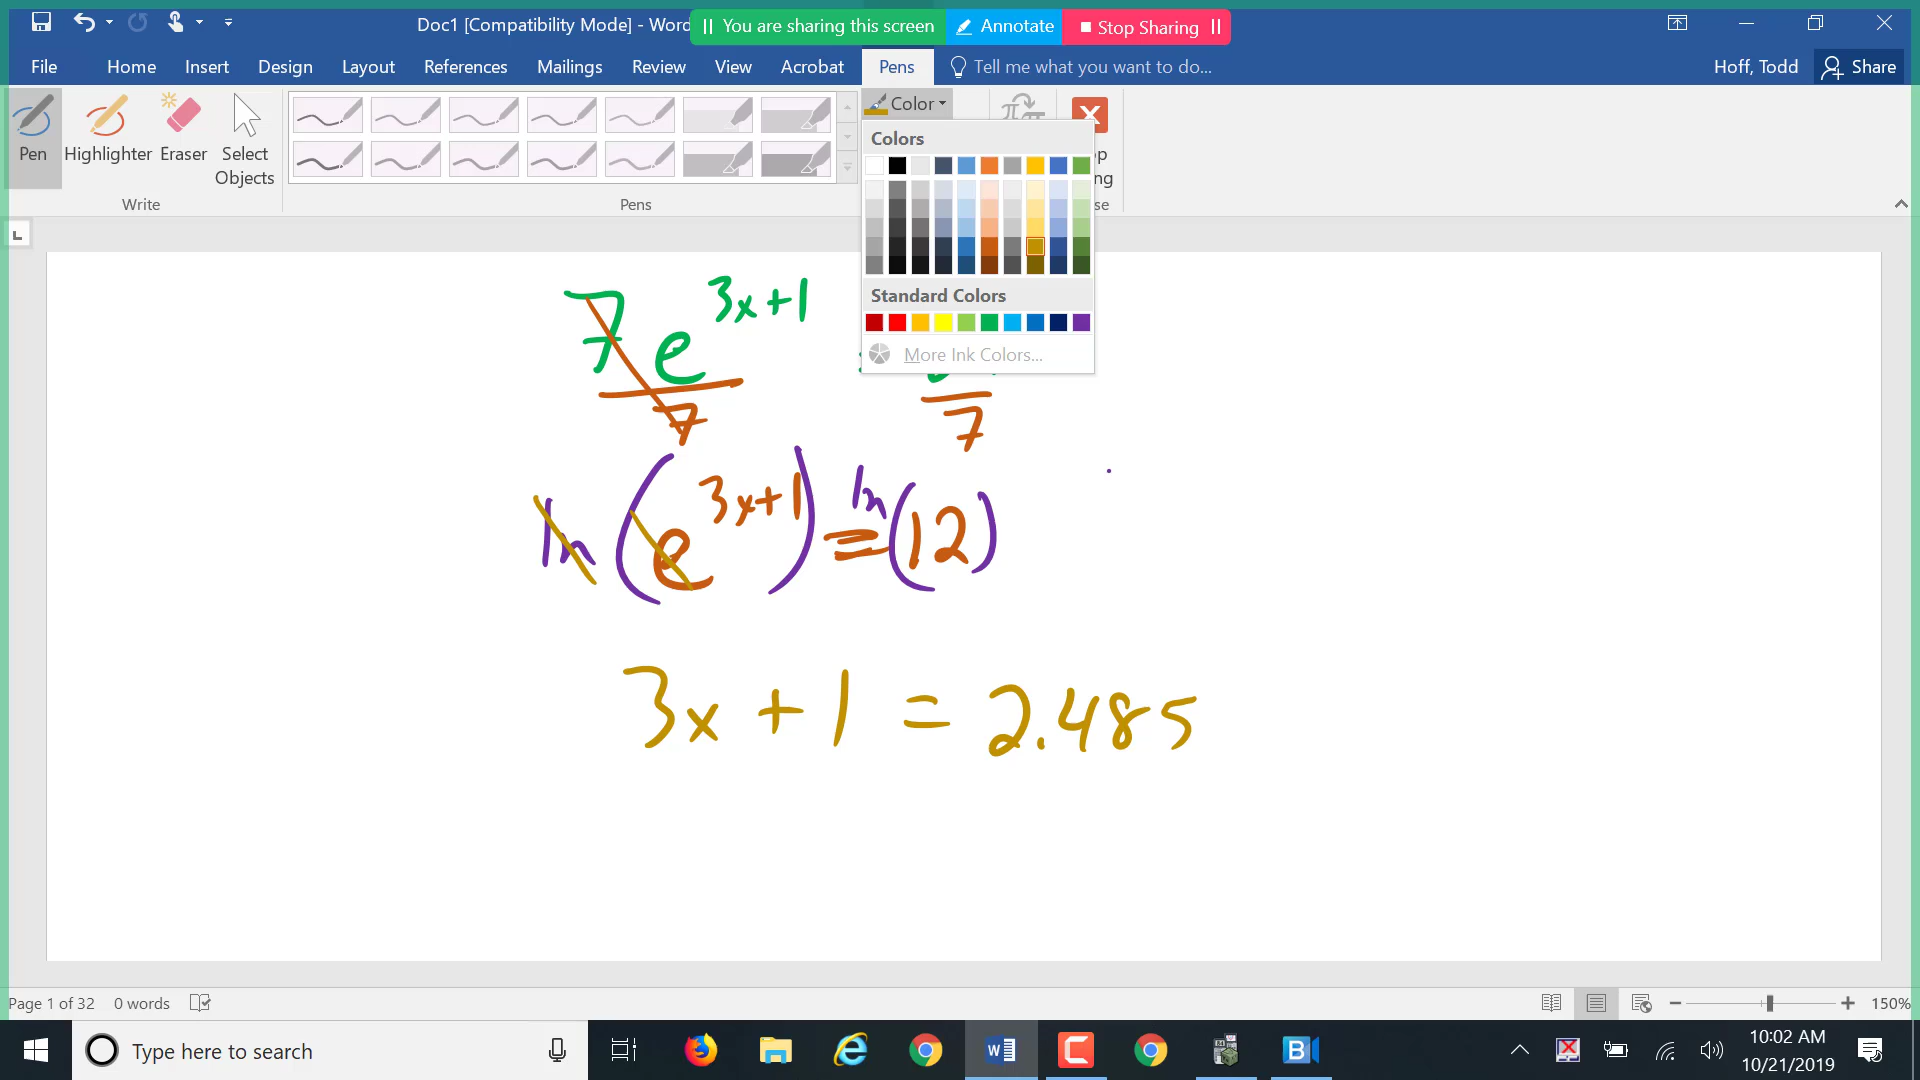 Doc1 [Compatibility Mode] - Word
You are sharing this screen
Annotate
Stop Sharing
File Home Insert Design Layout References Mailings Review View Acrobat Pens Tell me what you want to do... Hoff, Todd Share
Color
Pen Highlighter Eraser Select Objects
Write
Pens
Colors
Standard Colors
More Ink Colors...
7e^{3x+1}
7 7
ln(e^{3x+1}) = ln(12)
3x + 1 = 2.485
Page 1 of 32 0 words 150%
Type here to search
10:02 AM
10/21/2019